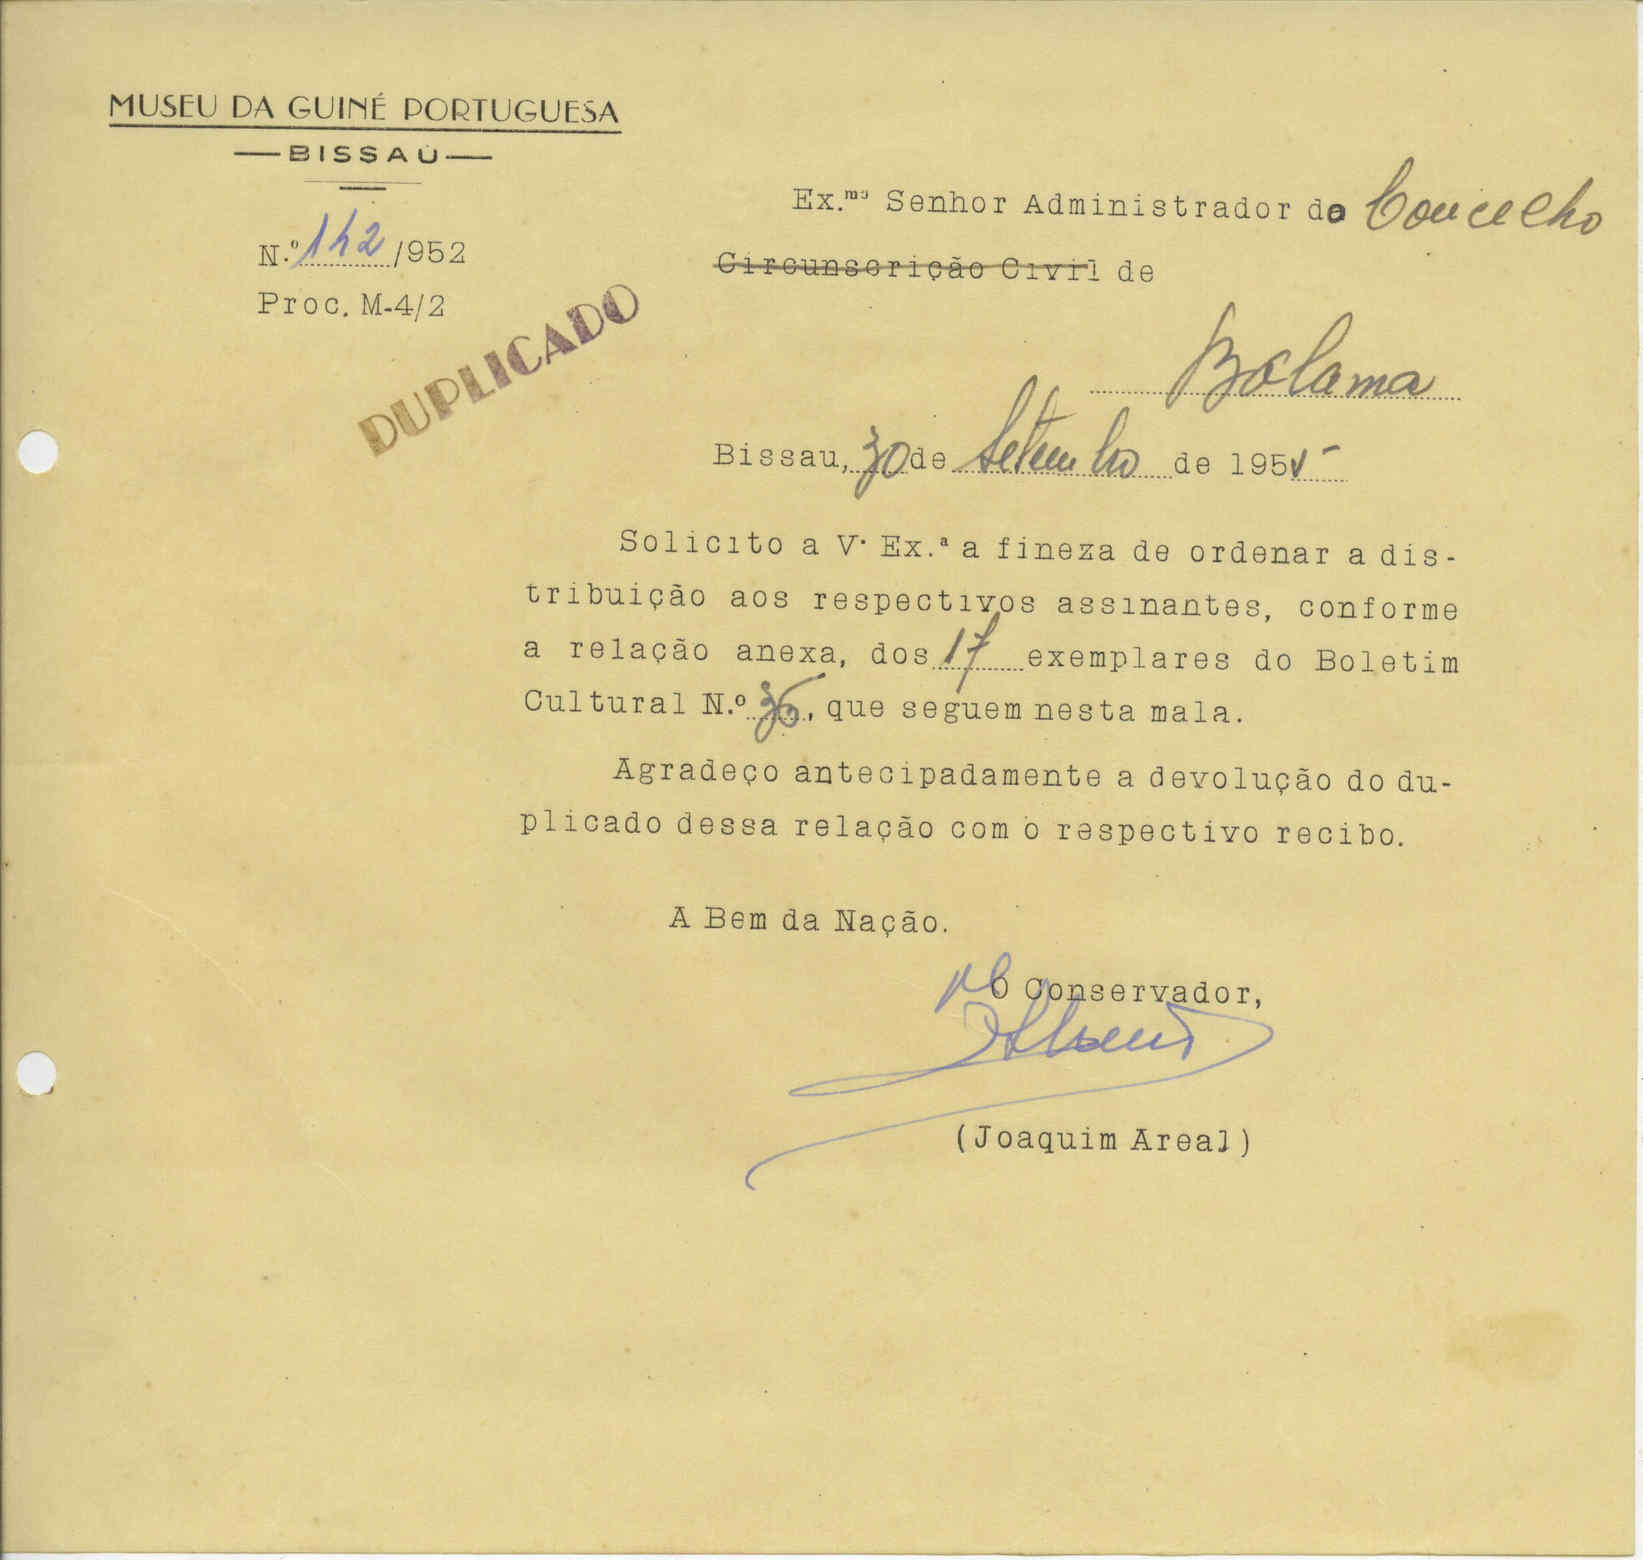 MUSEU DA GUINÉ PORTUGUESA
—BISSAU—
N.º 142/952
Proc. M-4/2
DUPLICADO
Ex.mo Senhor Administrador do Concelho
Circunscrição Civil de
Bolama
Bissau, 30 de Setembro de 1955
Solicito a V. Ex.ª a fineza de ordenar a dis-
tribuição aos respectivos assinantes, conforme
a relação anexa, dos 17 exemplares do Boletim
Cultural N.º 36, que seguem nesta mala.
Agradeço antecipadamente a devolução do du-
plicado dessa relação com o respectivo recibo.
A Bem da Nação.
O Conservador,
(Joaquim Areal)